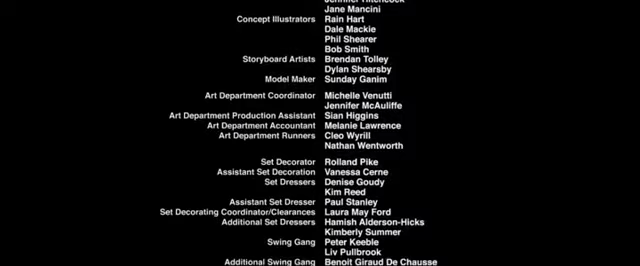 Jennifer Hitchcock
Jane Mancini
Concept Illustrators Rain Hart
Dale Mackie
Phil Shearer
Bob Smith
Storyboard Artists Brendan Tolley
Dylan Shearsby
Model Maker Sunday Ganim
Art Department Coordinator Michelle Venutti
Jennifer McAuliffe
Art Department Production Assistant Sian Higgins
Art Department Accountant Melanie Lawrence
Art Department Runners Cleo Wyrill
Nathan Wentworth
Set Decorator Rolland Pike
Assistant Set Decoration Vanessa Cerne
Set Dressers Denise Goudy
Kim Reed
Assistant Set Dresser Paul Stanley
Set Decorating Coordinator/Clearances Laura May Ford
Additional Set Dressers Hamish Alderson-Hicks
Kimberly Summer
Swing Gang Peter Keeble
Liv Pullbrook
Additional Swing Gang Benoit Giraud De Chausse